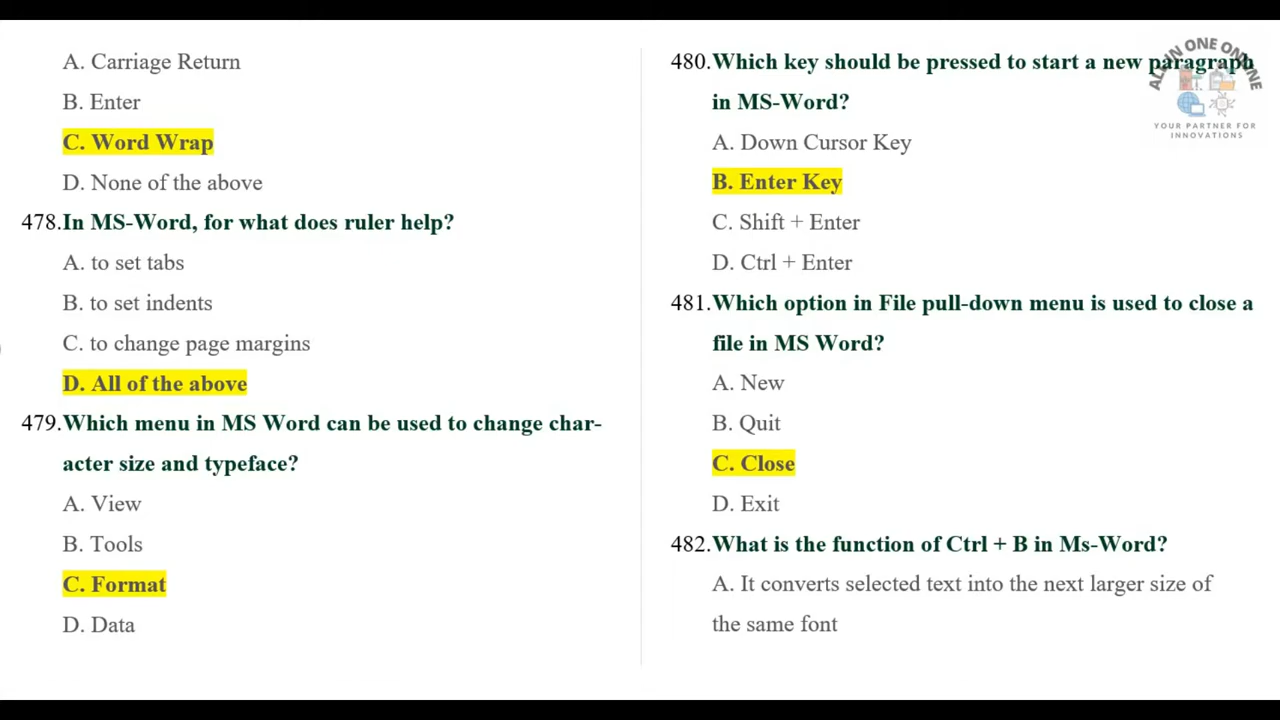 A. Carriage Return
B. Enter
C. Word Wrap
D. None of the above
478.In MS-Word, for what does ruler help?
A. to set tabs
B. to set indents
C. to change page margins
D. All of the above
479.Which menu in MS Word can be used to change char-
acter size and typeface?
A. View
B. Tools
C. Format
D. Data
480.Which key should be pressed to start a new paragraph
in MS-Word?
A. Down Cursor Key
B. Enter Key
C. Shift + Enter
D. Ctrl + Enter
481.Which option in File pull-down menu is used to close a
file in MS Word?
A. New
B. Quit
C. Close
D. Exit
482.What is the function of Ctrl + B in Ms-Word?
A. It converts selected text into the next larger size of
the same font
ALL IN ONE ONLINE
YOUR PARTNER FOR
INNOVATIONS